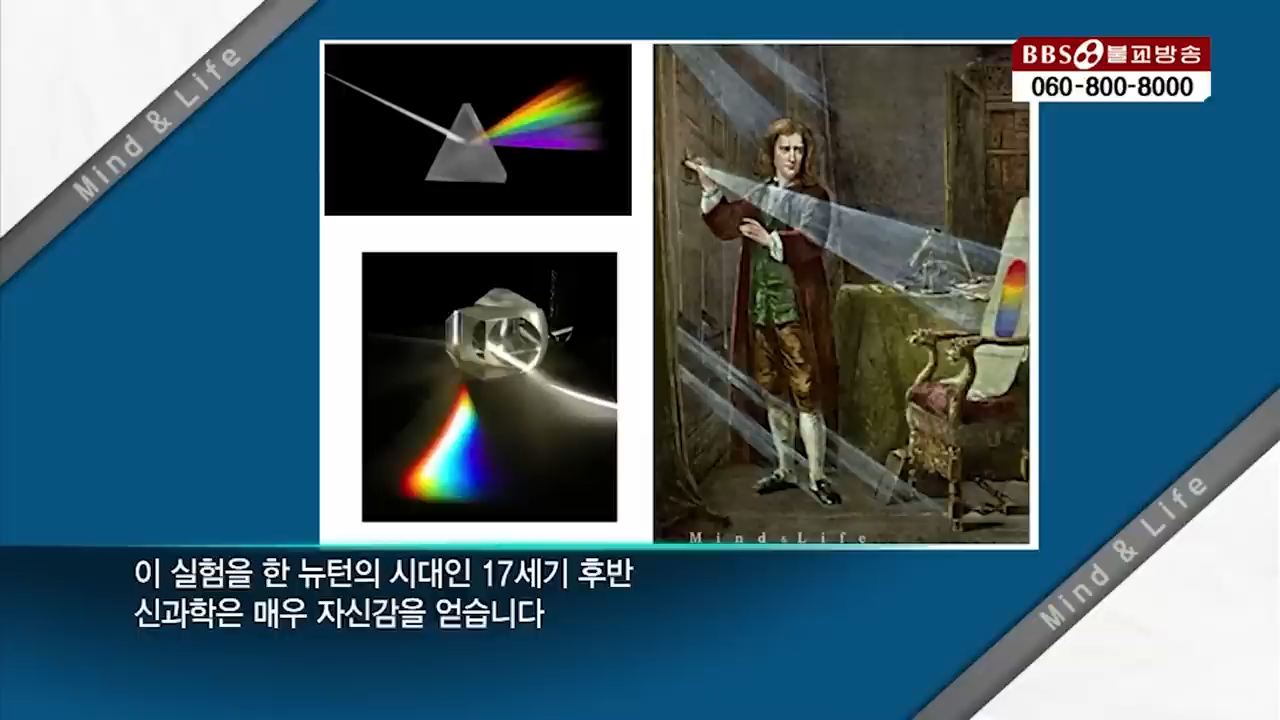 Mind & Life
BBS 불교방송
060-800-8000
Mind & Life
이 실험을 한 뉴턴의 시대인 17세기 후반
신과학은 매우 자신감을 얻습니다
Mind & Life